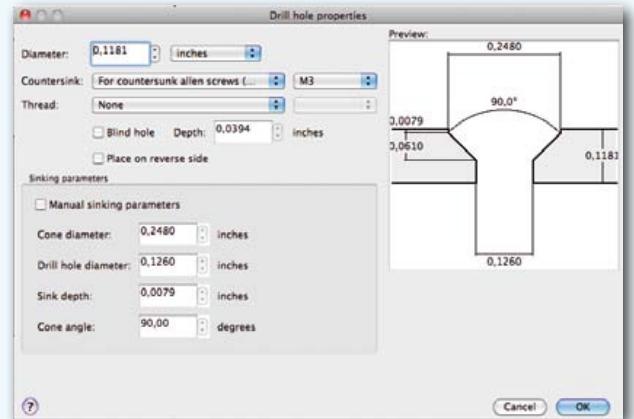 Drill hole properties
Diameter: 0,1181 inches
Countersink: For countersunk allen screws (... M3
Thread: None
Blind hole Depth: 0,0394 inches
Place on reverse side
Sinking parameters
Manual sinking parameters
Cone diameter: 0,2480 inches
Drill hole diameter: 0,1260 inches
Sink depth: 0,0079 inches
Cone angle: 90,00 degrees
Preview:
0,2480
90,0°
0,0079
0,0610
0,1181
0,1260
?
Cancel OK